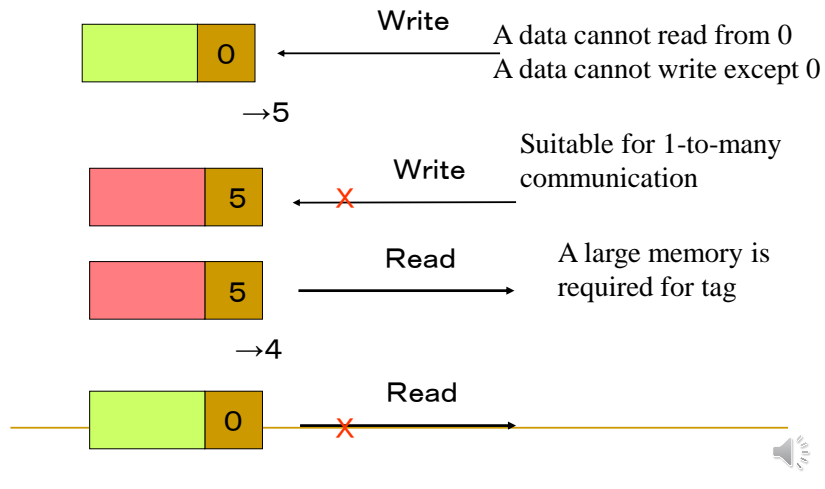 Write
0
A data cannot read from 0
A data cannot write except 0
→5
Suitable for 1-to-many
communication
Write
5
X
Read
5
A large memory is
required for tag
→4
Read
0
X